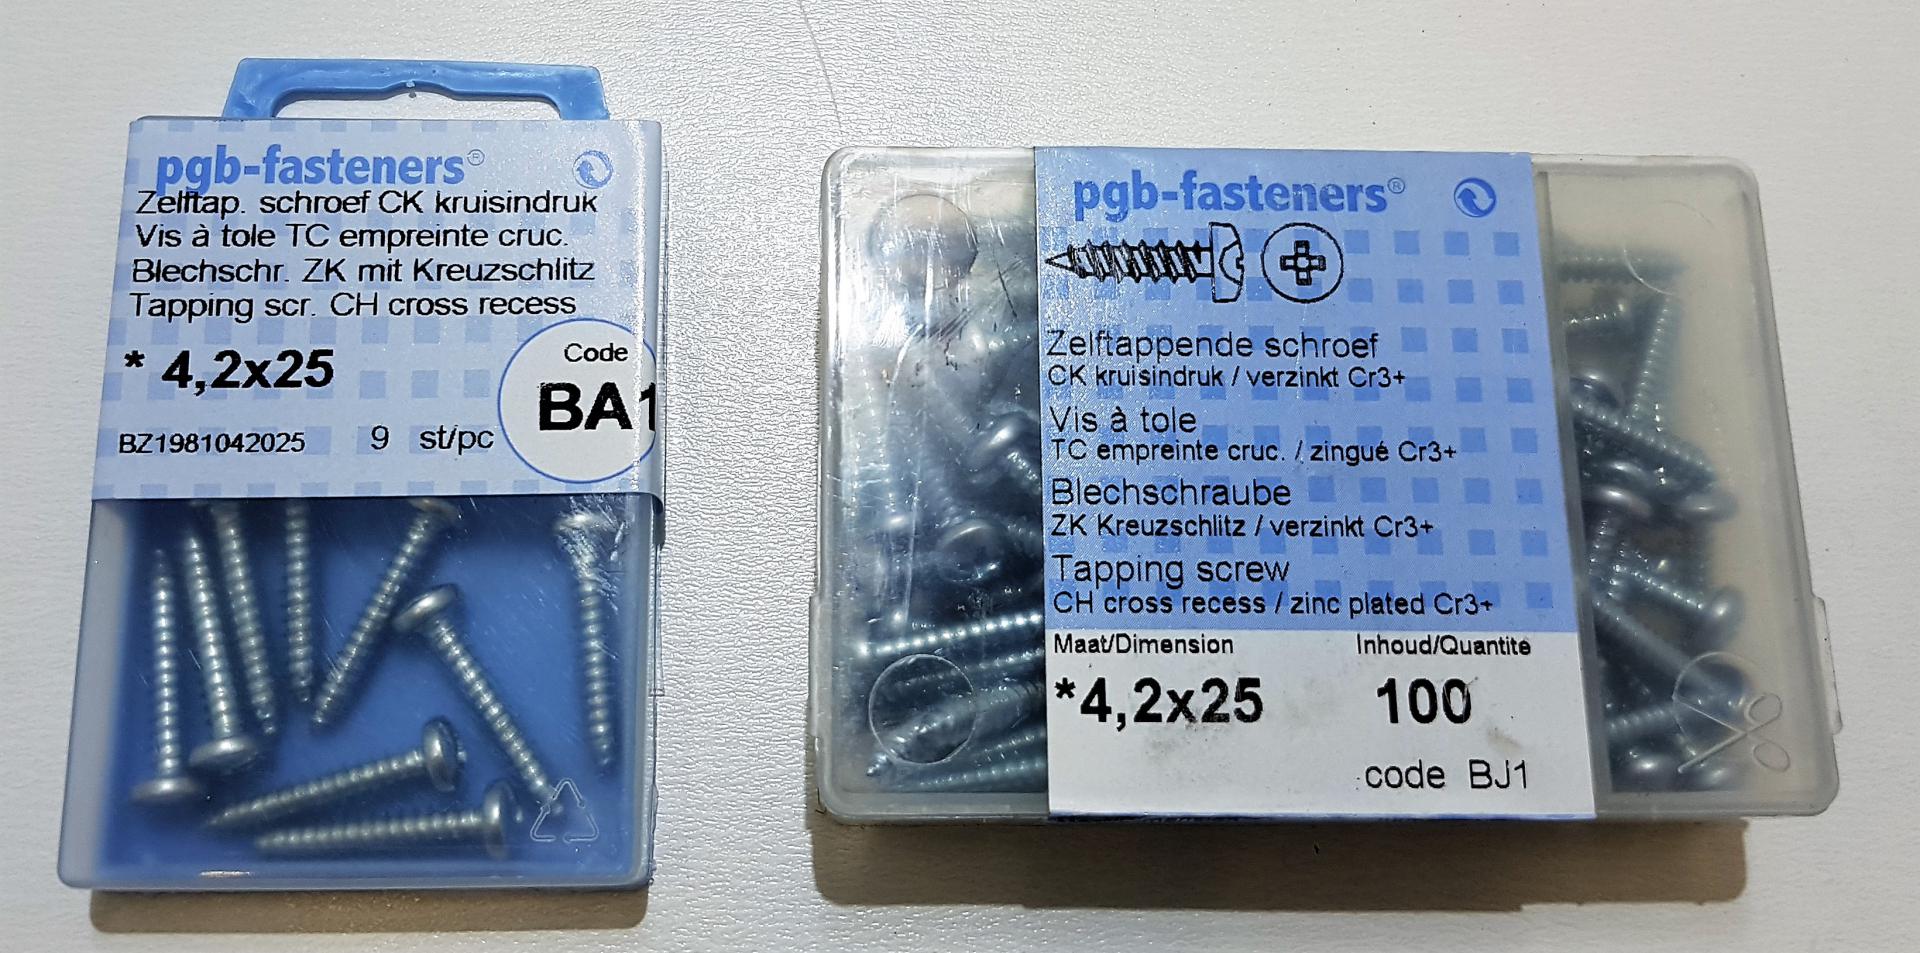 pgb-fasteners®
Zelftap. schroef CK kruisindruk
Vis à tole TC empreinte cruc.
Blechschr. ZK mit Kreuzschlitz
Tapping scr. CH cross recess
* 4,2x25
Code
BA1
BZ1981042025 9 st/pc
pgb-fasteners®
Zelftappende schroef
CK kruisindruk / verzinkt Cr3+
Vis à tole
TC empreinte cruc. / zingué Cr3+
Blechschraube
ZK Kreuzschlitz / verzinkt Cr3+
Tapping screw
CH cross recess / zinc plated Cr3+
Maat/Dimension Inhoud/Quantité
*4,2x25 100
code BJ1